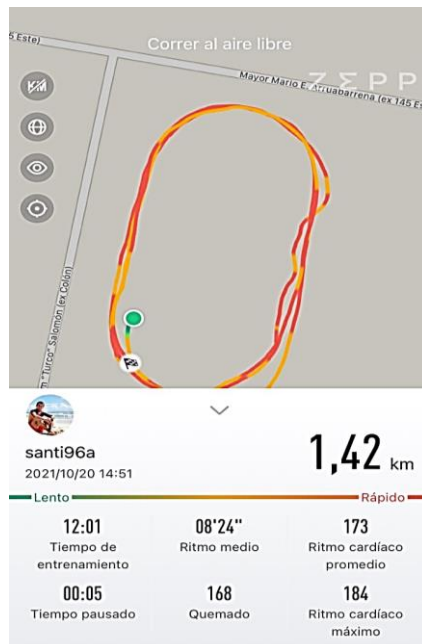 5 Este)
Correr al aire libre
Mayor Mario E. Arruabarrena (ex 145 Es
ZEPP
"Turco" Salomón (ex Colón)
KM
santi96a
2021/10/20 14:51
1,42 km
Lento
Rápido
12:01
08'24''
173
Tiempo de
entrenamiento
Ritmo medio
Ritmo cardíaco
promedio
00:05
168
184
Tiempo pausado
Quemado
Ritmo cardíaco
máximo